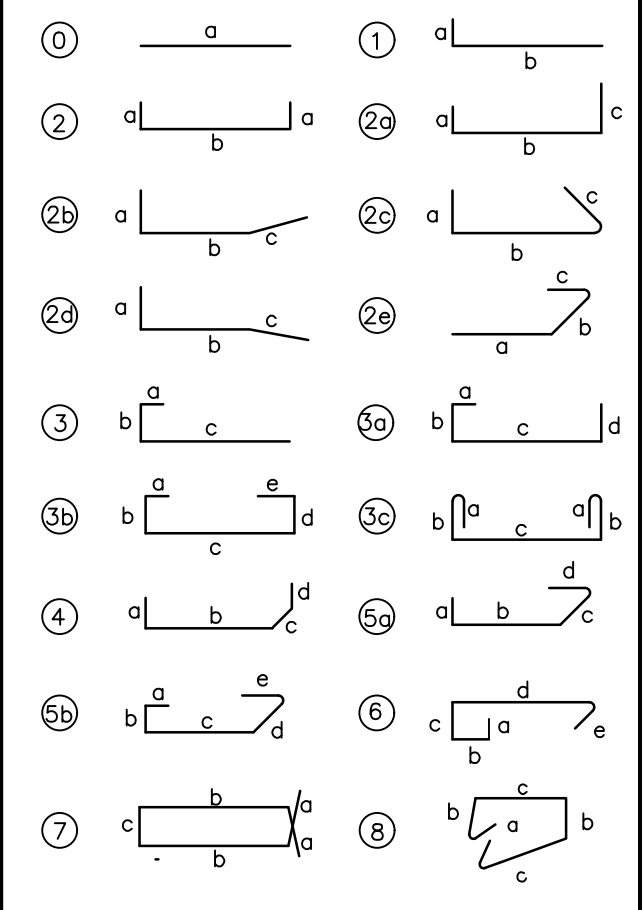 0 a
1 a b
2 a b a
2a a b c
2b a b c
2c a b c
2d a b c
2e a b c
3 a b c
3a a b c d
3b a b c d e
3c b a c a b
4 a b c d
5a a b c d
5b a b c d e
6 c b a d e
7 c b b a a
8 b c a b c